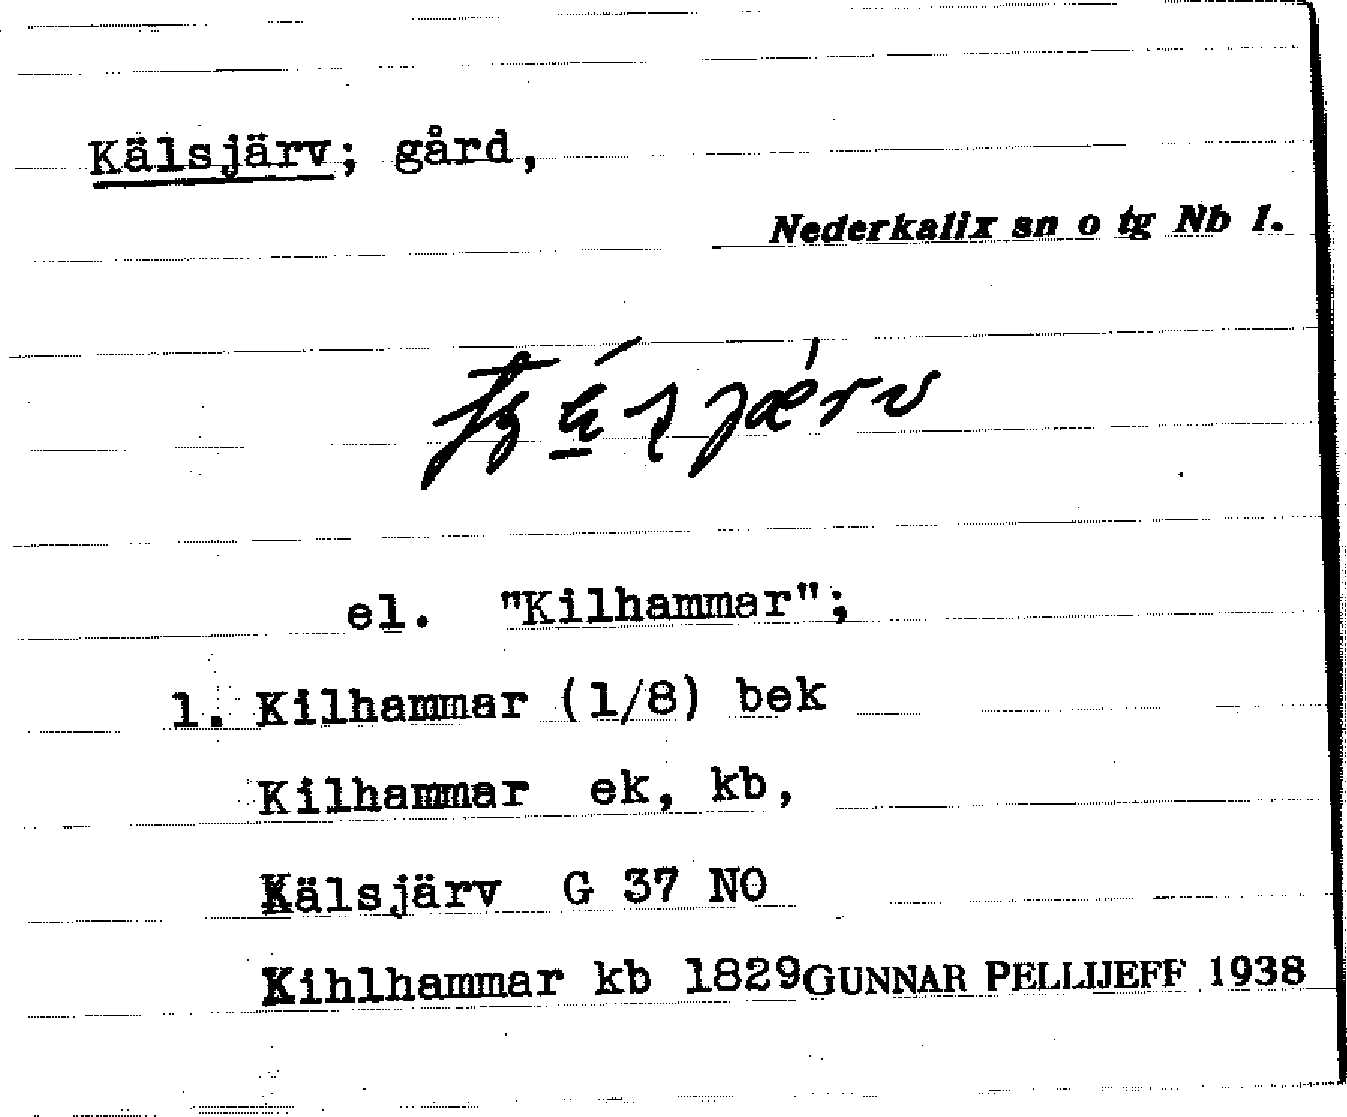 Kälsjärv; gård,
Nederkalix sn o tg Nb l.
el. "Kilhammar";
1. Kilhammar (1/8) bek
Kilhammar ek, kb,
Kälsjärv G 37 NO
Kihlhammar kb 1829 GUNNAR PELLIJEFF 1938